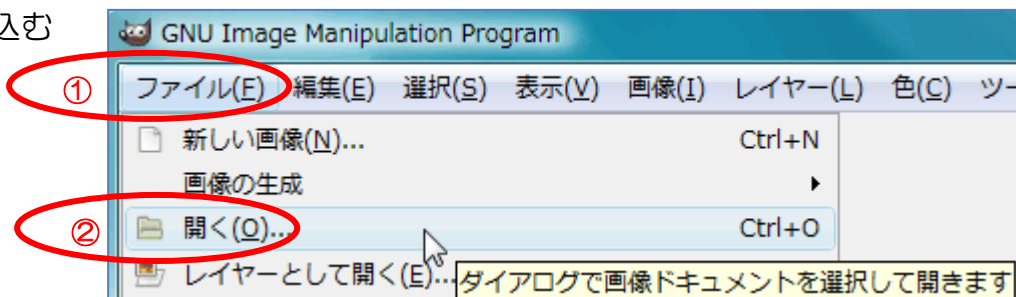 込む
GNU Image Manipulation Program
① ファイル(F) 編集(E) 選択(S) 表示(V) 画像(I) レイヤー(L) 色(C) ツー
新しい画像(N)... Ctrl+N
画像の生成
② 開く(O)... Ctrl+O
レイヤーとして開く(E)...
ダイアログで画像ドキュメントを選択して開きます